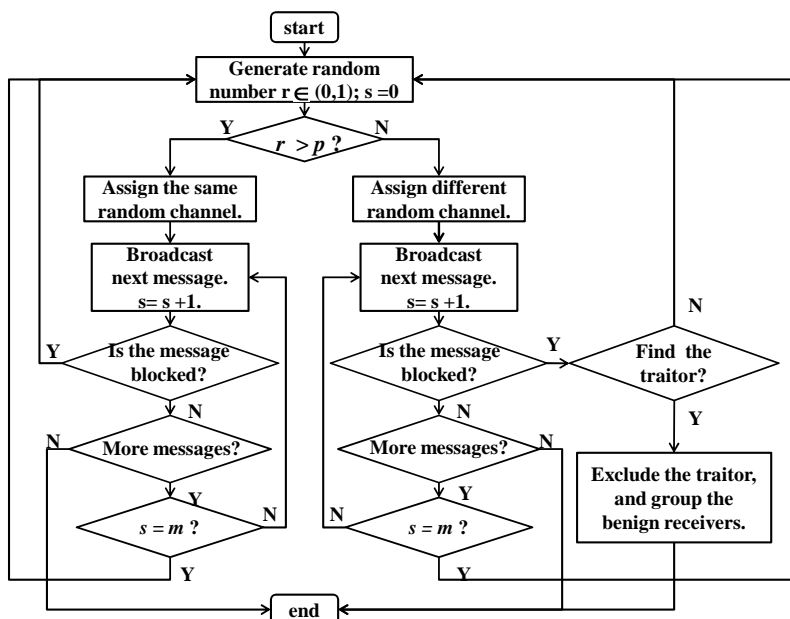 start
Generate random
number r ∈ (0,1); s =0
Y
N
r > p ?
Assign the same
random channel.
Assign different
random channel.
Broadcast
next message.
s= s +1.
Broadcast
next message.
s= s +1.
N
Y
Is the message
blocked?
Is the message
blocked?
Y
Find the
traitor?
N
N
Y
N
More messages?
More messages?
N
Exclude the traitor,
and group the
benign receivers.
Y
Y
s = m ?
N
N
s = m ?
Y
Y
end